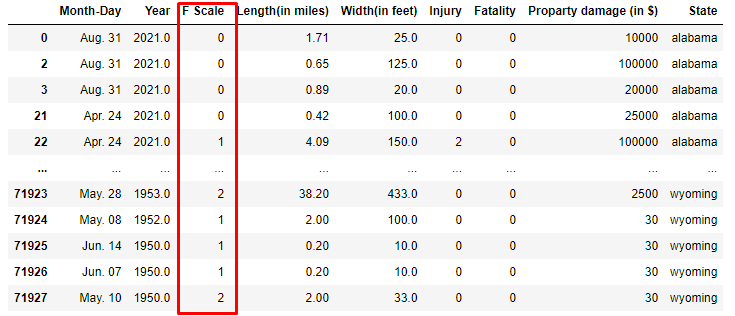 Month-Day Year F Scale Length(in miles) Width(in feet) Injury Fatality Proparty damage (in $) State
0 Aug. 31 2021.0 0 1.71 25.0 0 0 10000 alabama
2 Aug. 31 2021.0 0 0.65 125.0 0 0 100000 alabama
3 Aug. 31 2021.0 0 0.89 20.0 0 0 20000 alabama
21 Apr. 24 2021.0 0 0.42 100.0 0 0 25000 alabama
22 Apr. 24 2021.0 1 4.09 150.0 2 0 100000 alabama
... ... ... ... ... ... ... ... ... ...
71923 May. 28 1953.0 2 38.20 433.0 0 0 2500 wyoming
71924 May. 08 1952.0 1 2.00 100.0 0 0 30 wyoming
71925 Jun. 14 1950.0 1 0.20 10.0 0 0 30 wyoming
71926 Jun. 07 1950.0 1 0.20 10.0 0 0 30 wyoming
71927 May. 10 1950.0 2 2.00 33.0 0 0 30 wyoming